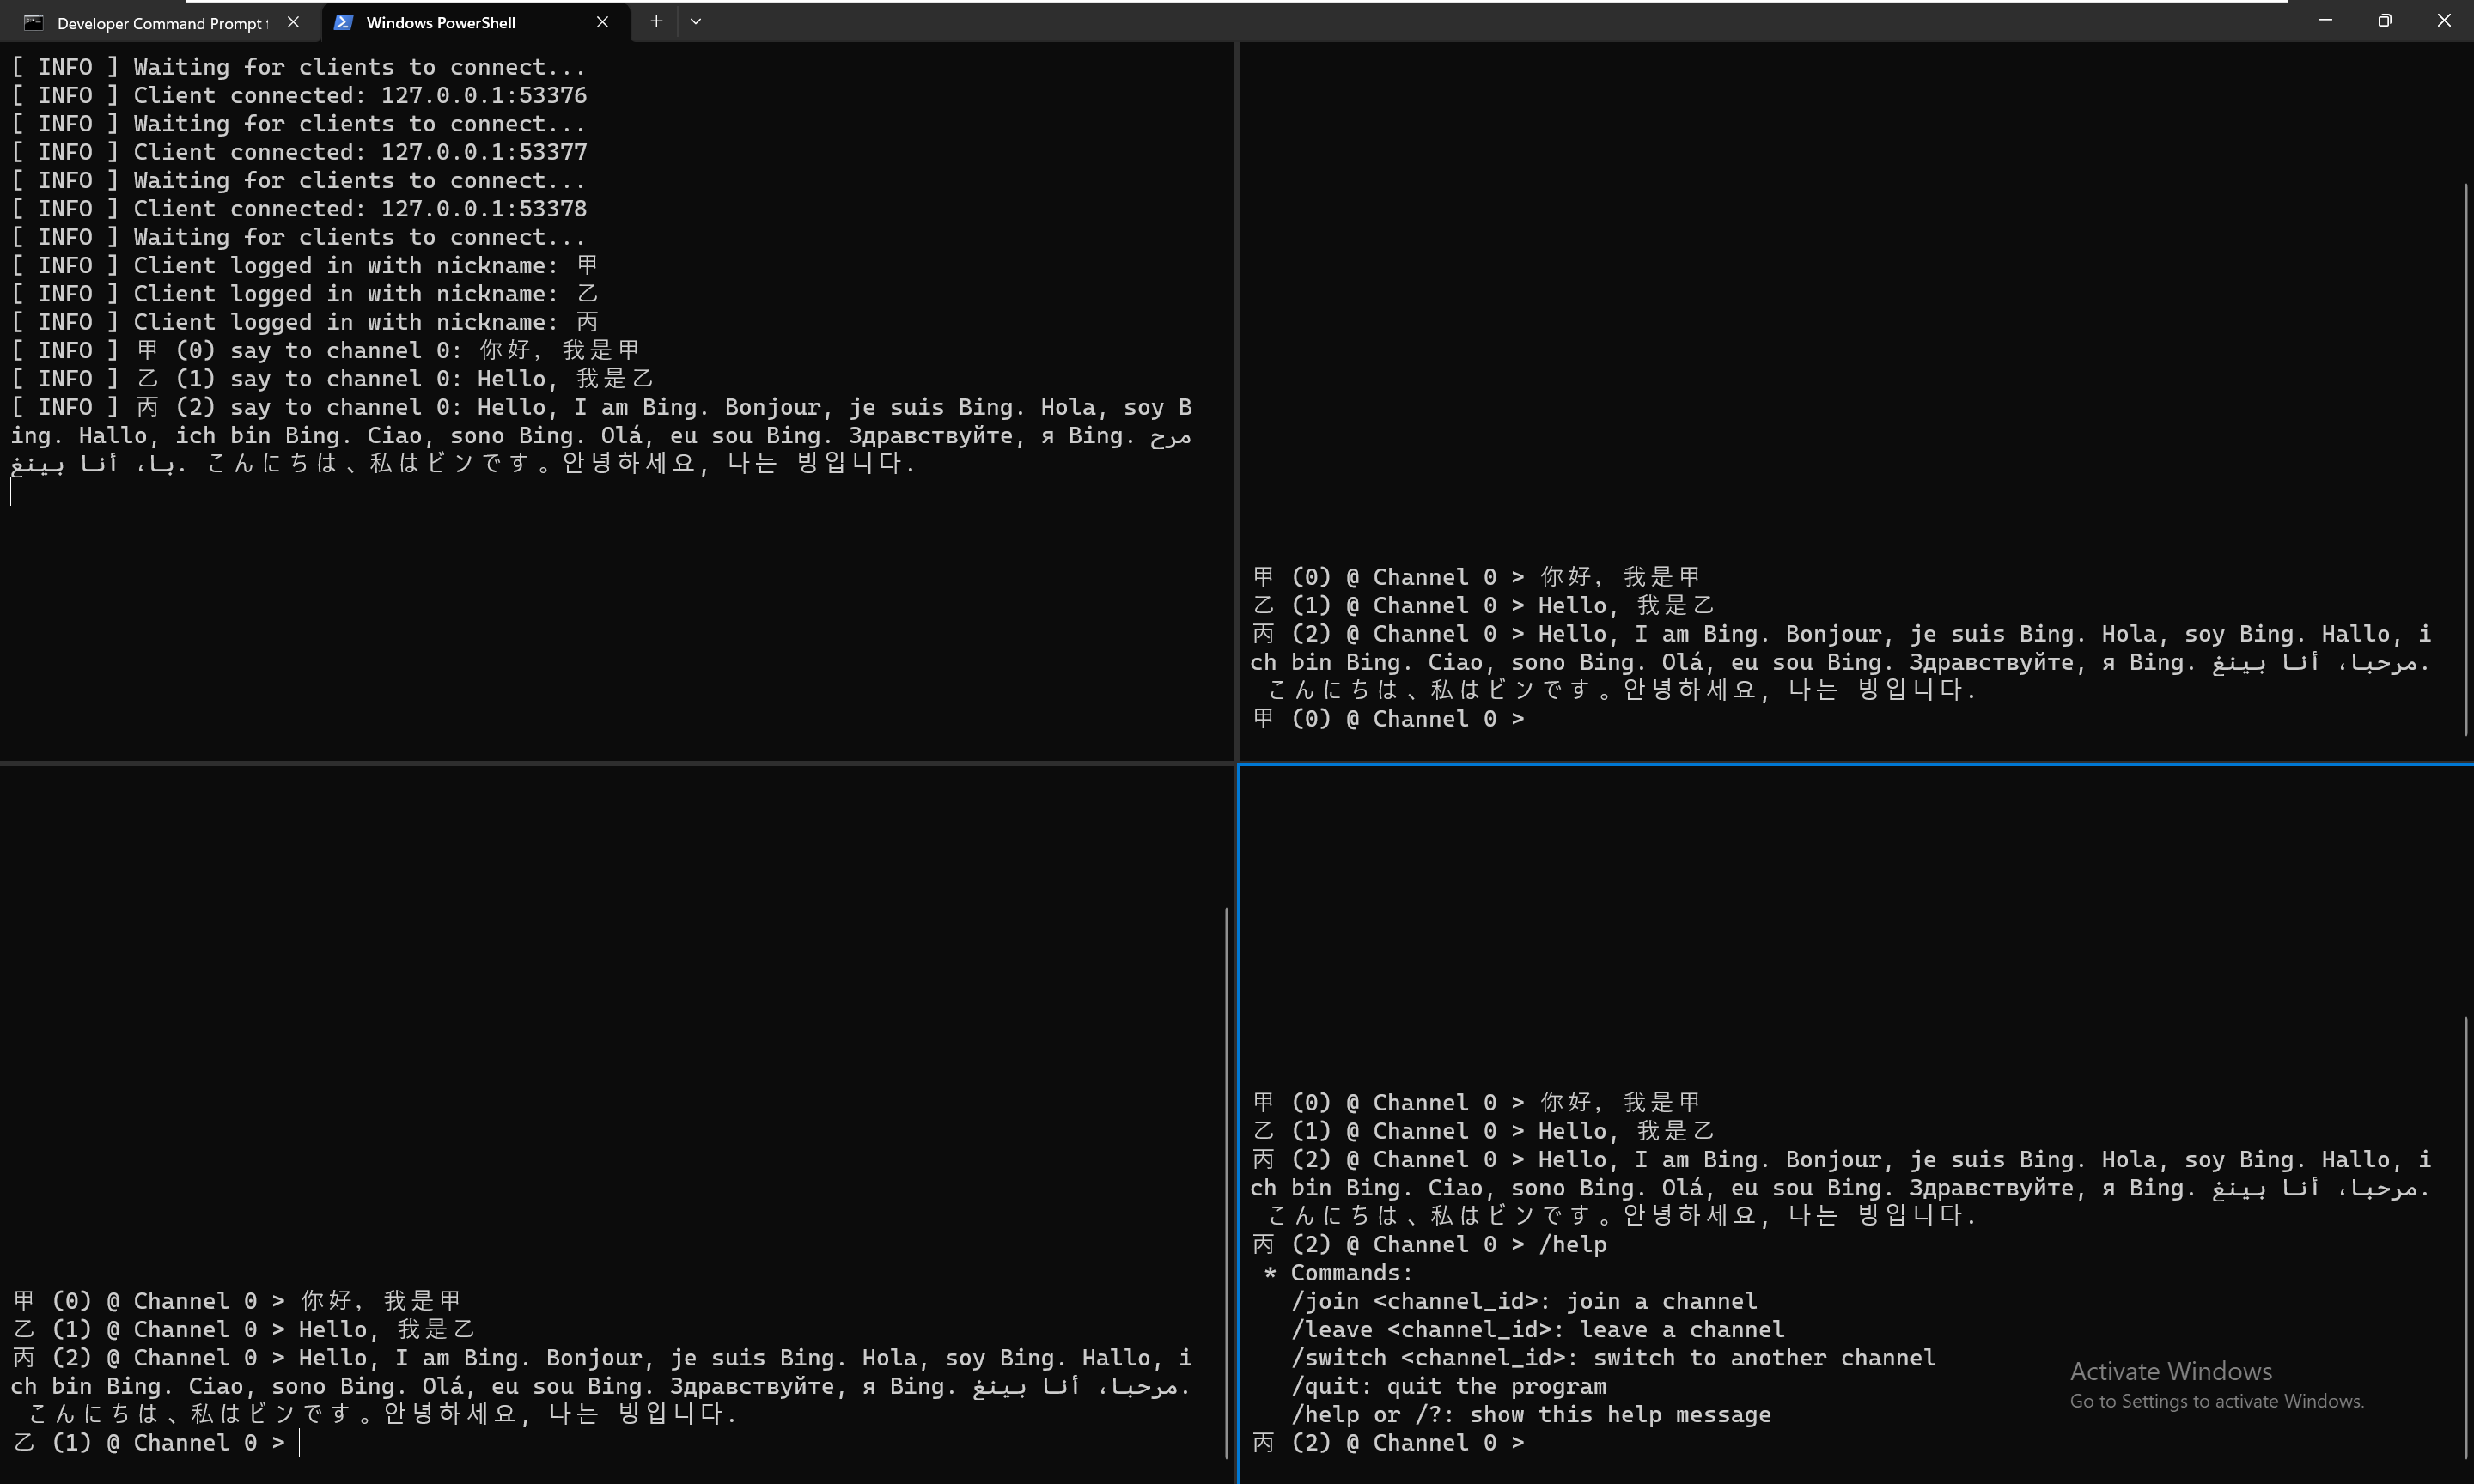 Developer Command Prompt f
Windows PowerShell
[ INFO ] Waiting for clients to connect...
[ INFO ] Client connected: 127.0.0.1:53376
[ INFO ] Waiting for clients to connect...
[ INFO ] Client connected: 127.0.0.1:53377
[ INFO ] Waiting for clients to connect...
[ INFO ] Client connected: 127.0.0.1:53378
[ INFO ] Waiting for clients to connect...
[ INFO ] Client logged in with nickname: 甲
[ INFO ] Client logged in with nickname: 乙
[ INFO ] Client logged in with nickname: 丙
[ INFO ] 甲 (0) say to channel 0: 你好, 我是甲
[ INFO ] 乙 (1) say to channel 0: Hello, 我是乙
[ INFO ] 丙 (2) say to channel 0: Hello, I am Bing. Bonjour, je suis Bing. Hola, soy B
ing. Hallo, ich bin Bing. Ciao, sono Bing. Olá, eu sou Bing. Здравствуйте, я Bing. مرح
با، أنا بينغ. こんにちは、私はビンです。안녕하세요, 나는 빙입니다.
甲 (0) @ Channel 0 > 你好, 我是甲
乙 (1) @ Channel 0 > Hello, 我是乙
丙 (2) @ Channel 0 > Hello, I am Bing. Bonjour, je suis Bing. Hola, soy Bing. Hallo, i
ch bin Bing. Ciao, sono Bing. Olá, eu sou Bing. Здравствуйте, я Bing. مرحبا، أنا بينغ.
こんにちは、私はビンです。안녕하세요, 나는 빙입니다.
甲 (0) @ Channel 0 >
甲 (0) @ Channel 0 > 你好, 我是甲
乙 (1) @ Channel 0 > Hello, 我是乙
丙 (2) @ Channel 0 > Hello, I am Bing. Bonjour, je suis Bing. Hola, soy Bing. Hallo, i
ch bin Bing. Ciao, sono Bing. Olá, eu sou Bing. Здравствуйте, я Bing. مرحبا، أنا بينغ.
こんにちは、私はビンです。안녕하세요, 나는 빙입니다.
乙 (1) @ Channel 0 >
甲 (0) @ Channel 0 > 你好, 我是甲
乙 (1) @ Channel 0 > Hello, 我是乙
丙 (2) @ Channel 0 > Hello, I am Bing. Bonjour, je suis Bing. Hola, soy Bing. Hallo, i
ch bin Bing. Ciao, sono Bing. Olá, eu sou Bing. Здравствуйте, я Bing. مرحبا، أنا بينغ.
こんにちは、私はビンです。안녕하세요, 나는 빙입니다.
丙 (2) @ Channel 0 > /help
* Commands:
/join <channel_id>: join a channel
/leave <channel_id>: leave a channel
/switch <channel_id>: switch to another channel
/quit: quit the program
/help or /?: show this help message
丙 (2) @ Channel 0 >
Activate Windows
Go to Settings to activate Windows.